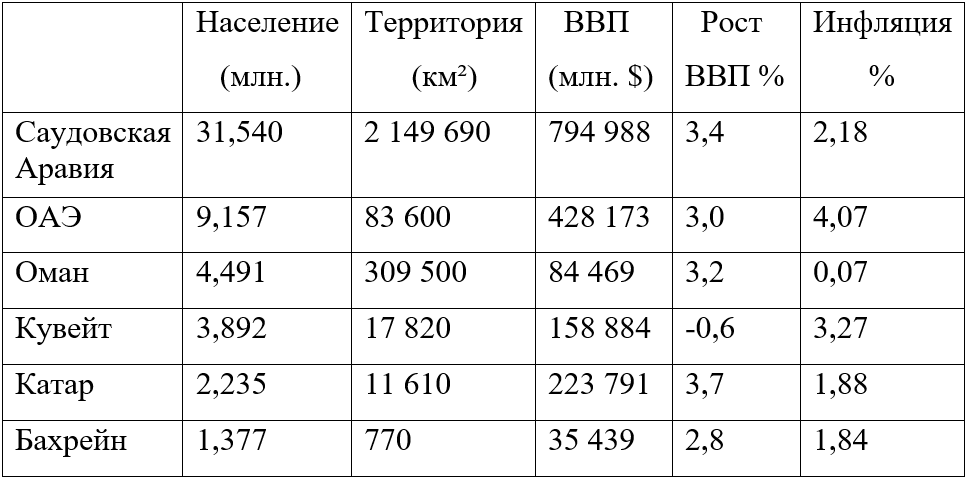 Население Территория ВВП Рост Инфляция
(млн.) (км²) (млн. $) ВВП % %
Саудовская 31,540 2 149 690 794 988 3,4 2,18
Аравия
ОАЭ 9,157 83 600 428 173 3,0 4,07
Оман 4,491 309 500 84 469 3,2 0,07
Кувейт 3,892 17 820 158 884 -0,6 3,27
Катар 2,235 11 610 223 791 3,7 1,88
Бахрейн 1,377 770 35 439 2,8 1,84